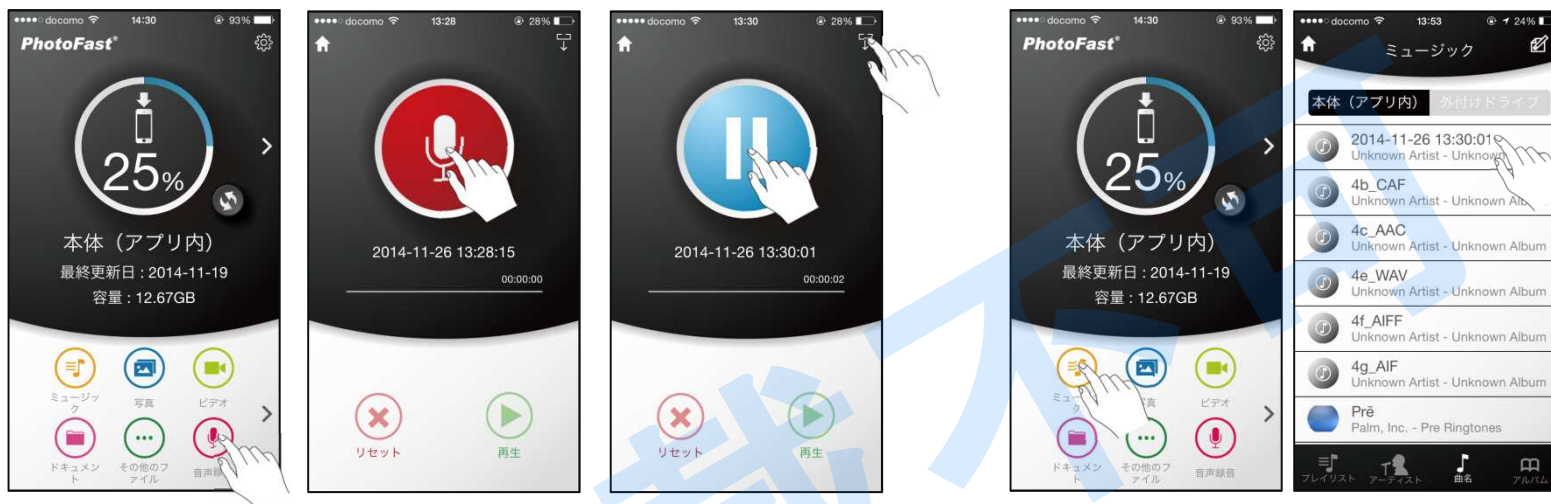 docomo 14:30 93%
PhotoFast®
25%
本体（アプリ内）
最終更新日 : 2014-11-19
容量 : 12.67GB
ミュージッ
ク
写真
ビデオ
ドキュメン
ト
その他のフ
ァイル
音声録
docomo 13:28 28%
2014-11-26 13:28:15
00:00:00
リセット
再生
docomo 13:30 28%
2014-11-26 13:30:01
00:00:02
リセット
再生
docomo 14:30 93%
PhotoFast®
25%
本体（アプリ内）
最終更新日 : 2014-11-19
容量 : 12.67GB
ミュ
ク
写真
ビデオ
ドキュメン
ト
その他のフ
ァイル
音声録音
docomo 13:53 24%
ミュージック
本体（アプリ内） 外付けドライブ
2014-11-26 13:30:01
Unknown Artist - Unknown
4b_CAF
Unknown Artist - Unknown Alb
4c_AAC
Unknown Artist - Unknown Album
4e_WAV
Unknown Artist - Unknown Album
4f_AIFF
Unknown Artist - Unknown Album
4g_AIF
Unknown Artist - Unknown Album
Prē
Palm, Inc. - Pre Ringtones
プレイリスト アーティスト 曲名 アルバム
載不可